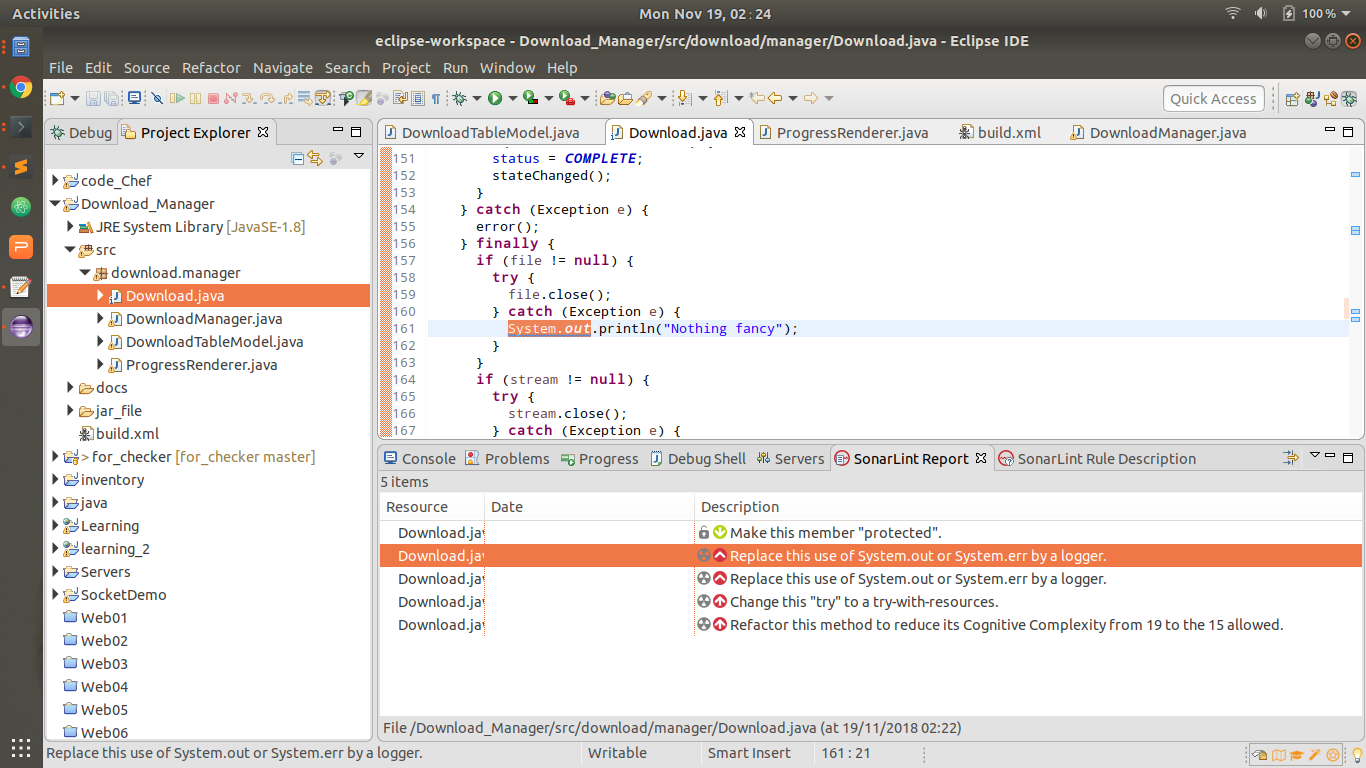 Activities
Mon Nov 19, 02:24
100 %
eclipse-workspace - Download_Manager/src/download/manager/Download.java - Eclipse IDE
File Edit Source Refactor Navigate Search Project Run Window Help
Quick Access
Debug
Project Explorer
code_Chef
Download_Manager
JRE System Library [JavaSE-1.8]
src
download.manager
Download.java
DownloadManager.java
DownloadTableModel.java
ProgressRenderer.java
docs
jar_file
build.xml
> for_checker [for_checker master]
inventory
java
Learning
learning_2
Servers
SocketDemo
Web01
Web02
Web03
Web04
Web05
Web06
DownloadTableModel.java
Download.java
ProgressRenderer.java
build.xml
DownloadManager.java
151 status = COMPLETE;
152 stateChanged();
153 }
154 } catch (Exception e) {
155 error();
156 } finally {
157 if (file != null) {
158 try {
159 file.close();
160 } catch (Exception e) {
161 System.out.println("Nothing fancy");
162 }
163 }
164 if (stream != null) {
165 try {
166 stream.close();
167 } catch (Exception e) {
Console
Problems
Progress
Debug Shell
Servers
SonarLint Report
SonarLint Rule Description
5 items
Resource Date Description
Download.jav Make this member "protected".
Download.jav Replace this use of System.out or System.err by a logger.
Download.jav Replace this use of System.out or System.err by a logger.
Download.jav Change this "try" to a try-with-resources.
Download.jav Refactor this method to reduce its Cognitive Complexity from 19 to the 15 allowed.
File /Download_Manager/src/download/manager/Download.java (at 19/11/2018 02:22)
Replace this use of System.out or System.err by a logger.
Writable
Smart Insert
161 : 21